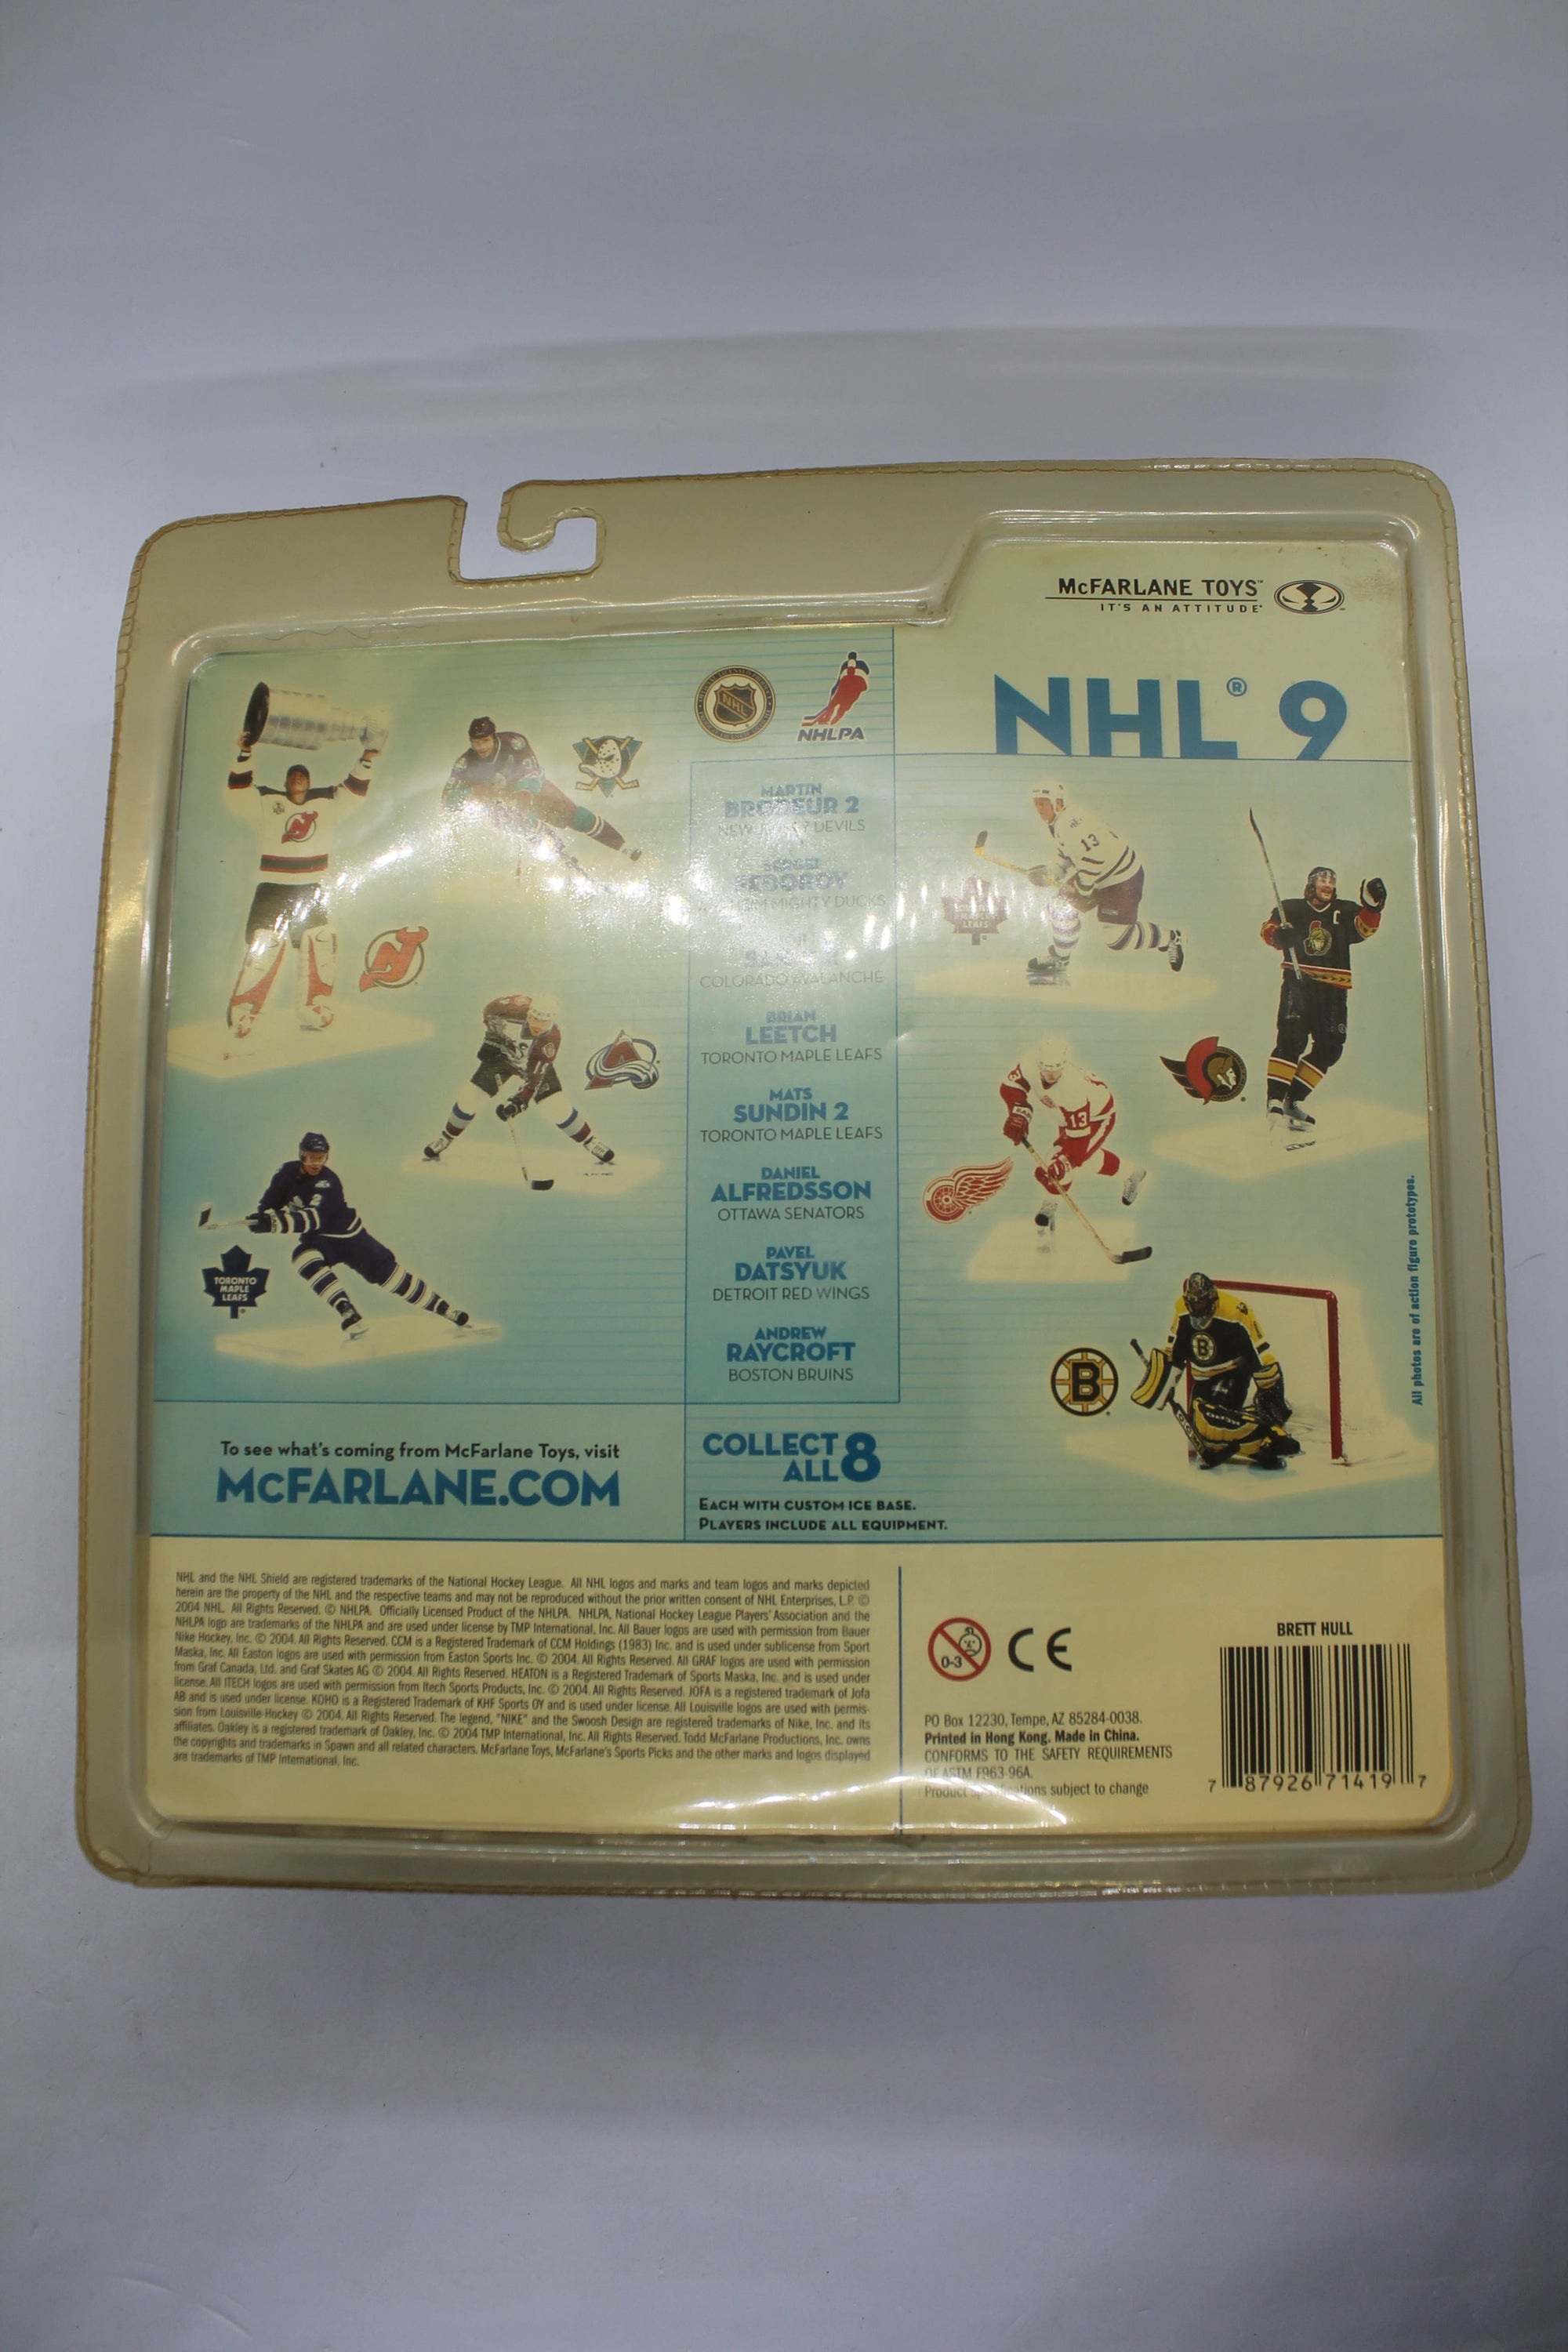 McFARLANE TOYS™
IT'S AN ATTITUDE
NHL® 9
NHL
NHLPA
MARTIN
BRODEUR 2
NEW JERSEY DEVILS
FEDOROV
MIGHTY DUCKS
COLORADO AVALANCHE
BRIAN
LEETCH
TORONTO MAPLE LEAFS
MATS
SUNDIN 2
TORONTO MAPLE LEAFS
DANIEL
ALFREDSSON
OTTAWA SENATORS
PAVEL
DATSYUK
DETROIT RED WINGS
ANDREW
RAYCROFT
BOSTON BRUINS
13
C
13
B
B
TORONTO
MAPLE
LEAFS
LEAFS
2
All photos are of action figure prototypes.
To see what's coming from McFarlane Toys, visit
McFARLANE.COM
COLLECT
ALL 8
EACH WITH CUSTOM ICE BASE.
PLAYERS INCLUDE ALL EQUIPMENT.
NHL and the NHL Shield are registered trademarks of the National Hockey League. All NHL logos and marks and team logos and marks depicted
herein are the property of the NHL and the respective teams and may not be reproduced without the prior written consent of NHL Enterprises, L.P. ©
2004 NHL. All Rights Reserved. © NHLPA. Officially Licensed Product of the NHLPA. NHLPA, National Hockey League Players' Association and the
NHLPA logo are trademarks of the NHLPA and are used under license by TMP International, Inc. All Bauer logos are used with permission from Bauer
Nike Hockey, Inc. © 2004. All Rights Reserved. CCM is a Registered Trademark of CCM Holdings (1983) Inc. and is used under sublicense from Sport
Maska, Inc. All Easton logos are used with permission from Easton Sports Inc. © 2004. All Rights Reserved. All GRAF logos are used with permission
from Graf Canada, Ltd. and Graf Skates AG © 2004. All Rights Reserved. HEATON is a Registered Trademark of Sports Maska, Inc. and is used under
license. All ITECH logos are used with permission from Itech Sports Products, Inc. © 2004. All Rights Reserved. JOFA is a registered trademark of Jofa
AB and is used under license. KOHO is a Registered Trademark of KHF Sports OY and is used under license. All Louisville logos are used with permis-
sion from Louisville-Hockey © 2004. All Rights Reserved. The legend, "NIKE" and the Swoosh Design are registered trademarks of Nike, Inc. and its
affiliates. Oakley is a registered trademark of Oakley, Inc. © 2004 TMP International, Inc. All Rights Reserved. Todd McFarlane Productions, Inc. owns
the copyrights and trademarks in Spawn and all related characters. McFarlane Toys, McFarlane's Sports Picks and the other marks and logos displayed
are trademarks of TMP International, Inc.
0-3
CE
PO Box 12230, Tempe, AZ 85284-0038.
Printed in Hong Kong. Made in China.
CONFORMS TO THE SAFETY REQUIREMENTS
OF ASTM F963-96A.
Product Specifications subject to change
BRETT HULL
7 87926 71419 7